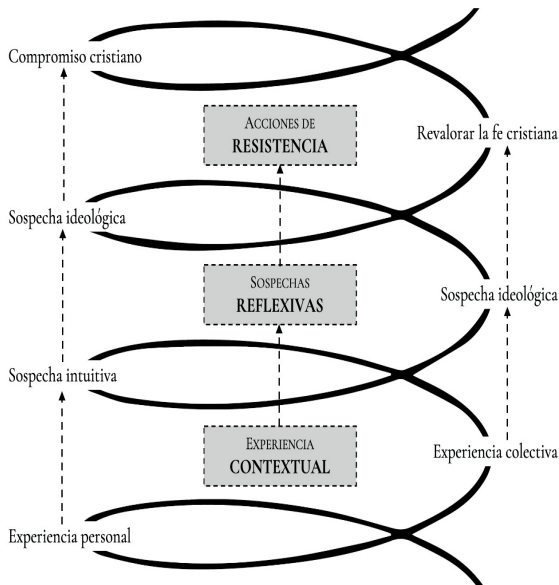 Compromiso cristiano
ACCIONES DE
RESISTENCIA
Revalorar la fe cristiana
Sospecha ideológica
SOSPECHAS
REFLEXIVAS
Sospecha ideológica
Sospecha intuitiva
EXPERIENCIA
CONTEXTUAL
Experiencia colectiva
Experiencia personal